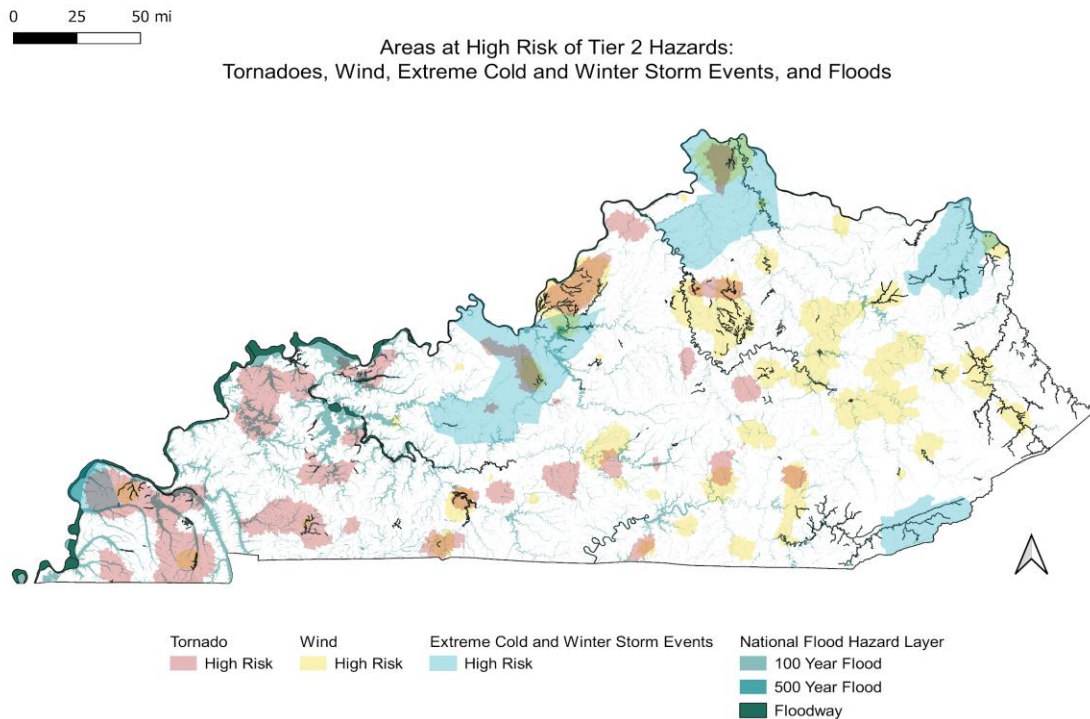 0 25 50 mi
Areas at High Risk of Tier 2 Hazards:
Tornadoes, Wind, Extreme Cold and Winter Storm Events, and Floods
Tornado
High Risk
Wind
High Risk
Extreme Cold and Winter Storm Events
High Risk
National Flood Hazard Layer
100 Year Flood
500 Year Flood
Floodway